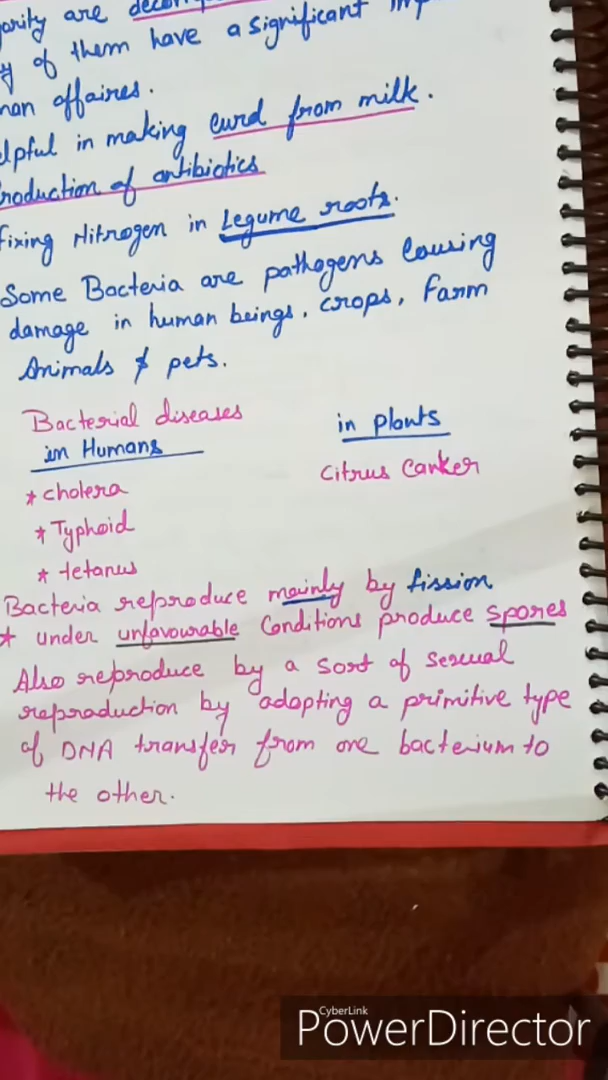 are
of them have a significant
affaires.
in making curd from milk.
of antibiotics
fixing Nitrogen in Legume roots.
Some Bacteria are pathogens causing
damage in human beings, crops, Farm
Animals & pets.
Bacterial diseases
in Humans
in plants
Citrus Canker
* Cholera
* Typhoid
* tetanus
Bacteria reproduce mainly by fission
* under unfavourable Conditions produce spores
Also reproduce by a sort of sexual
reproduction by adopting a primitive type
of DNA transfer from one bacterium to
the other.
CyberLink
PowerDirector